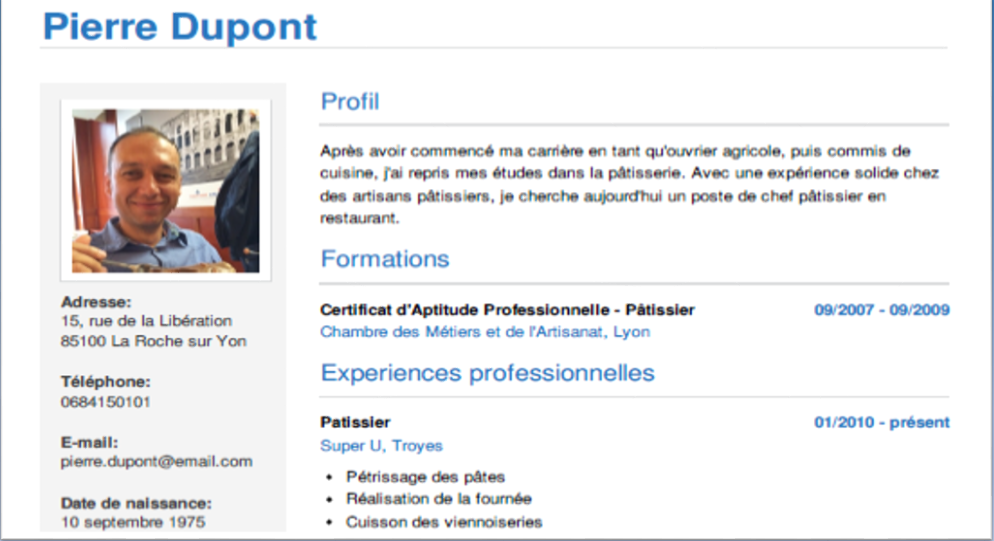 Pierre Dupont
Adresse:
15, rue de la Libération
85100 La Roche sur Yon
Téléphone:
0684150101
E-mail:
pierre.dupont@email.com
Date de naissance:
10 septembre 1975
Profil
Après avoir commencé ma carrière en tant qu'ouvrier agricole, puis commis de
cuisine, j'ai repris mes études dans la pâtisserie. Avec une expérience solide chez
des artisans pâtissiers, je cherche aujourd'hui un poste de chef pâtissier en
restaurant.
Formations
Certificat d'Aptitude Professionnelle - Pâtissier 09/2007 - 09/2009
Chambre des Métiers et de l'Artisanat, Lyon
Experiences professionnelles
Patissier 01/2010 - présent
Super U, Troyes
• Pétrissage des pâtes
• Réalisation de la fournée
• Cuisson des viennoiseries